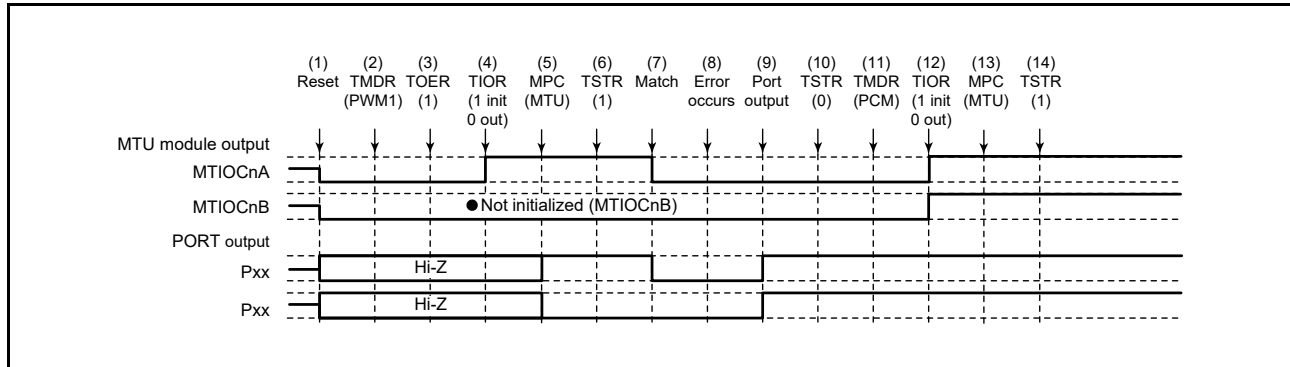 (1) (2) (3) (4) (5) (6) (7) (8) (9) (10) (11) (12) (13) (14)
Reset TMDR TOER TIOR MPC TSTR Match Error Port TSTR TMDR TIOR MPC TSTR
(PWM1) (1) (1 init (MTU) (1) occurs output (0) (PCM) (1 init (MTU) (1)
0 out) 0 out)
MTU module output
MTIOCnA
MTIOCnB ●Not initialized (MTIOCnB)
PORT output
Pxx Hi-Z
Pxx Hi-Z